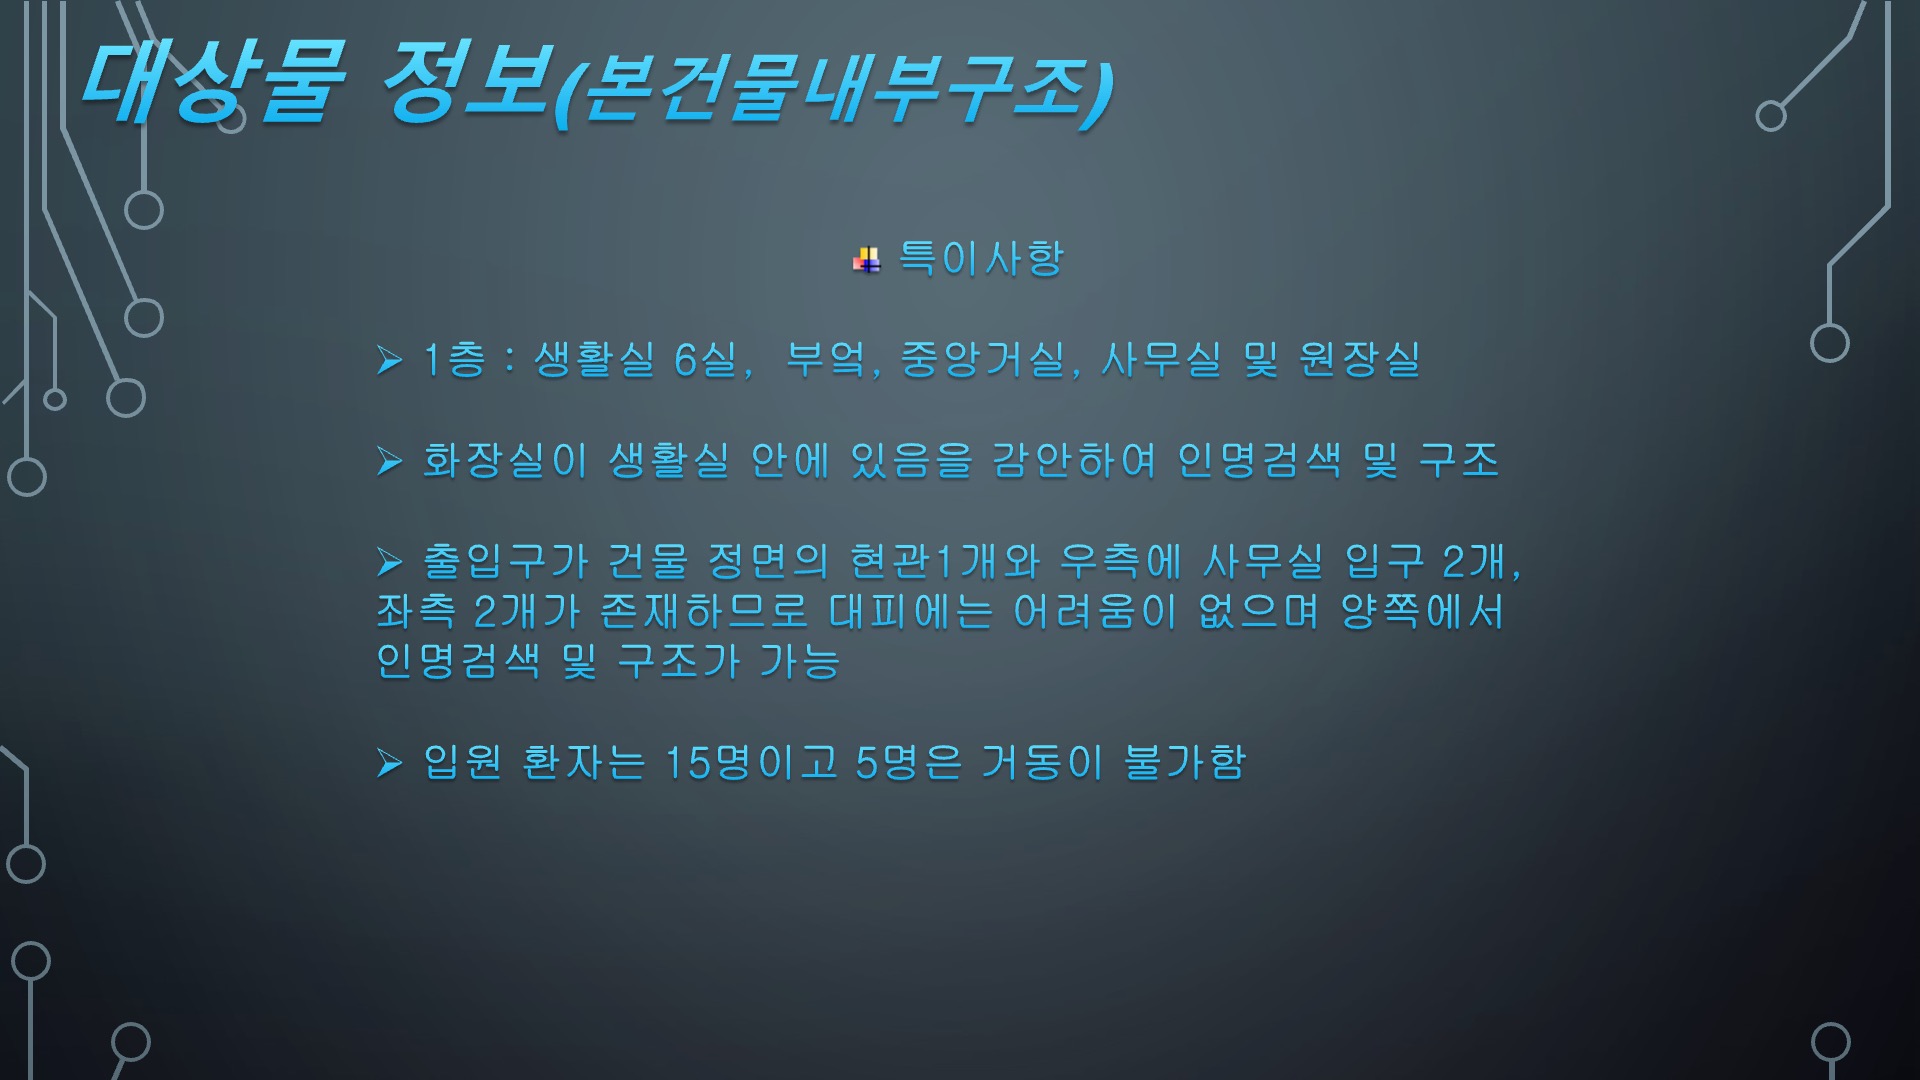 대상물 정보(본건물내부구조)
특이사항
➢ 1층 : 생활실 6실, 부엌, 중앙거실, 사무실 및 원장실
➢ 화장실이 생활실 안에 있음을 감안하여 인명검색 및 구조
➢ 출입구가 건물 정면의 현관1개와 우측에 사무실 입구 2개,
좌측 2개가 존재하므로 대피에는 어려움이 없으며 양쪽에서
인명검색 및 구조가 가능
➢ 입원 환자는 15명이고 5명은 거동이 불가함